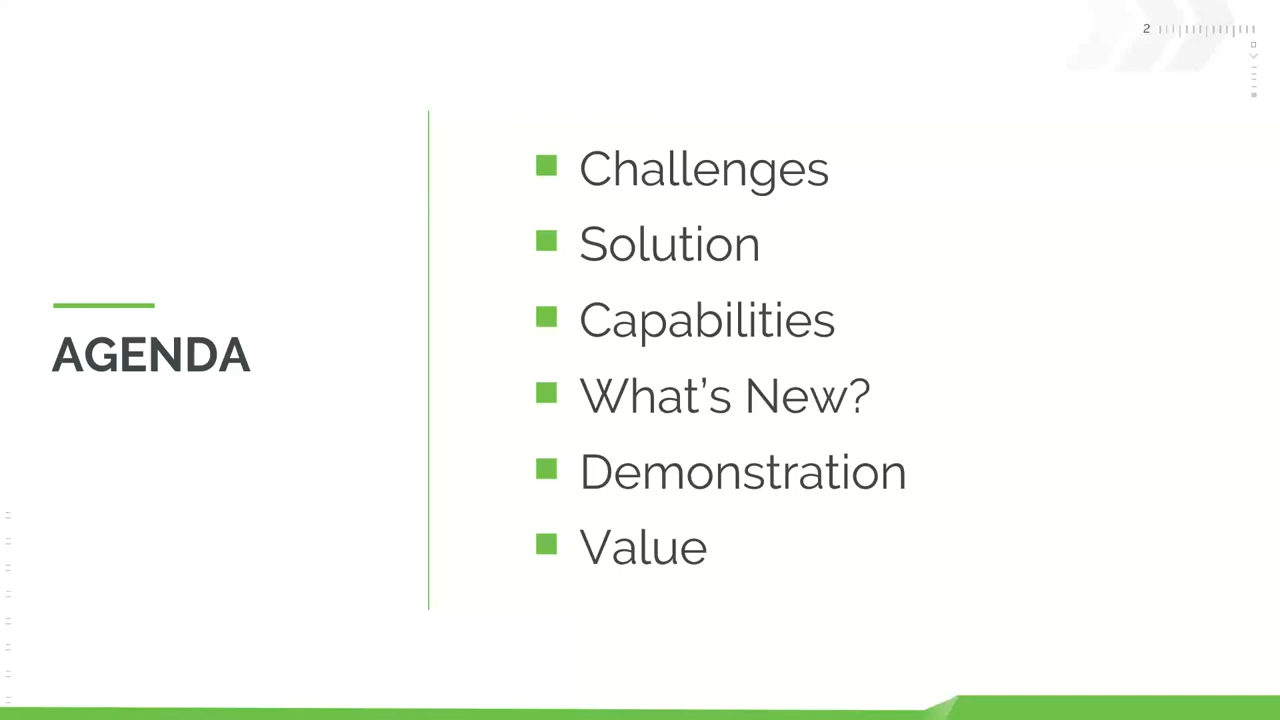 2
AGENDA
Challenges
Solution
Capabilities
What’s New?
Demonstration
Value